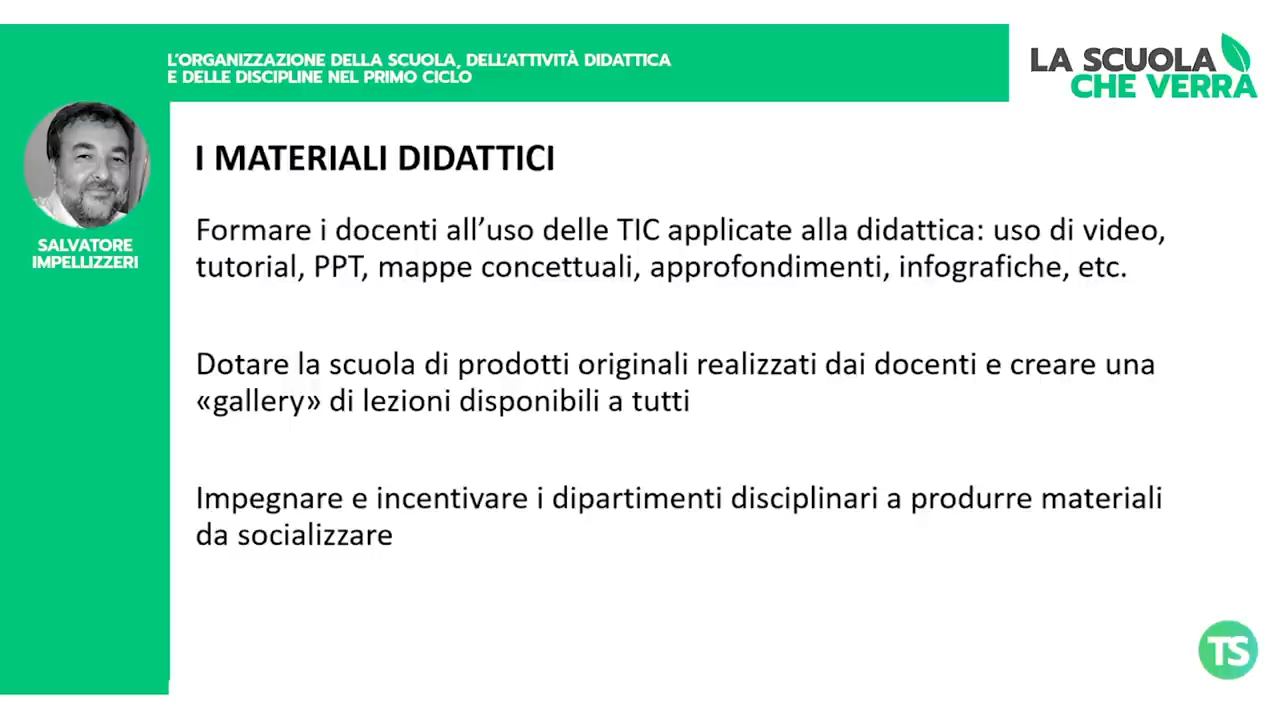 L'ORGANIZZAZIONE DELLA SCUOLA, DELL'ATTIVITÀ DIDATTICA
E DELLE DISCIPLINE NEL PRIMO CICLO
LA SCUOLA
CHE VERRÀ
SALVATORE
IMPELLIZZERI
I MATERIALI DIDATTICI
Formare i docenti all’uso delle TIC applicate alla didattica: uso di video,
tutorial, PPT, mappe concettuali, approfondimenti, infografiche, etc.
Dotare la scuola di prodotti originali realizzati dai docenti e creare una
«gallery» di lezioni disponibili a tutti
Impegnare e incentivare i dipartimenti disciplinari a produrre materiali
da socializzare
TS